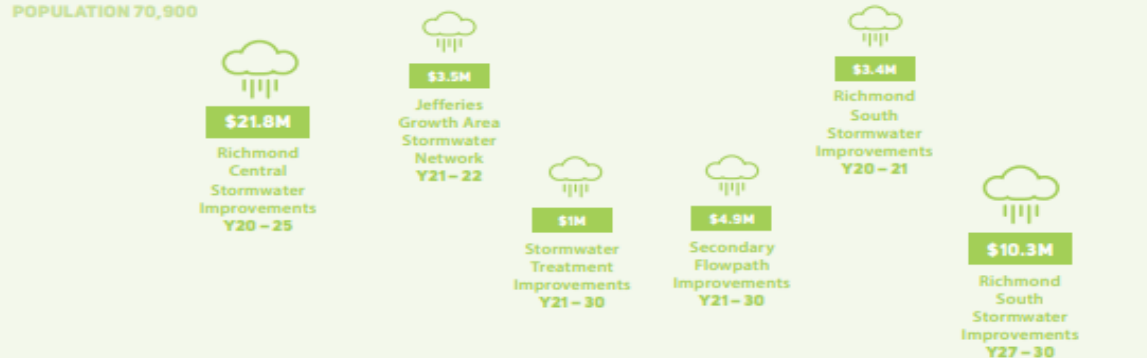 POPULATION 70,900
$21.8M
Richmond
Central
Stormwater
Improvements
Y20 – 25
$3.5M
Jefferies
Growth Area
Stormwater
Network
Y21 – 22
$1M
Stormwater
Treatment
Improvements
Y21 – 30
$4.9M
Secondary
Flowpath
Improvements
Y21 – 30
$3.4M
Richmond
South
Stormwater
Improvements
Y20 – 21
$10.3M
Richmond
South
Stormwater
Improvements
Y27 – 30